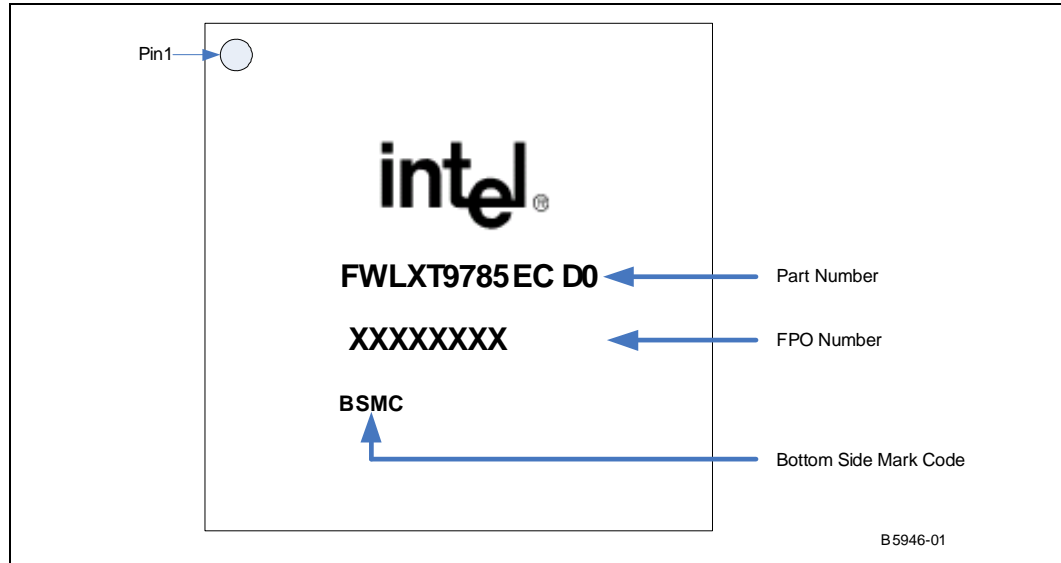 Pin1
intel®
FWLXT9785EC D0
Part Number
XXXXXXXX
FPO Number
BSMC
Bottom Side Mark Code
B5946-01